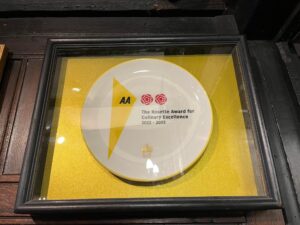 AA
The Rosette Award for
Culinary Excellence